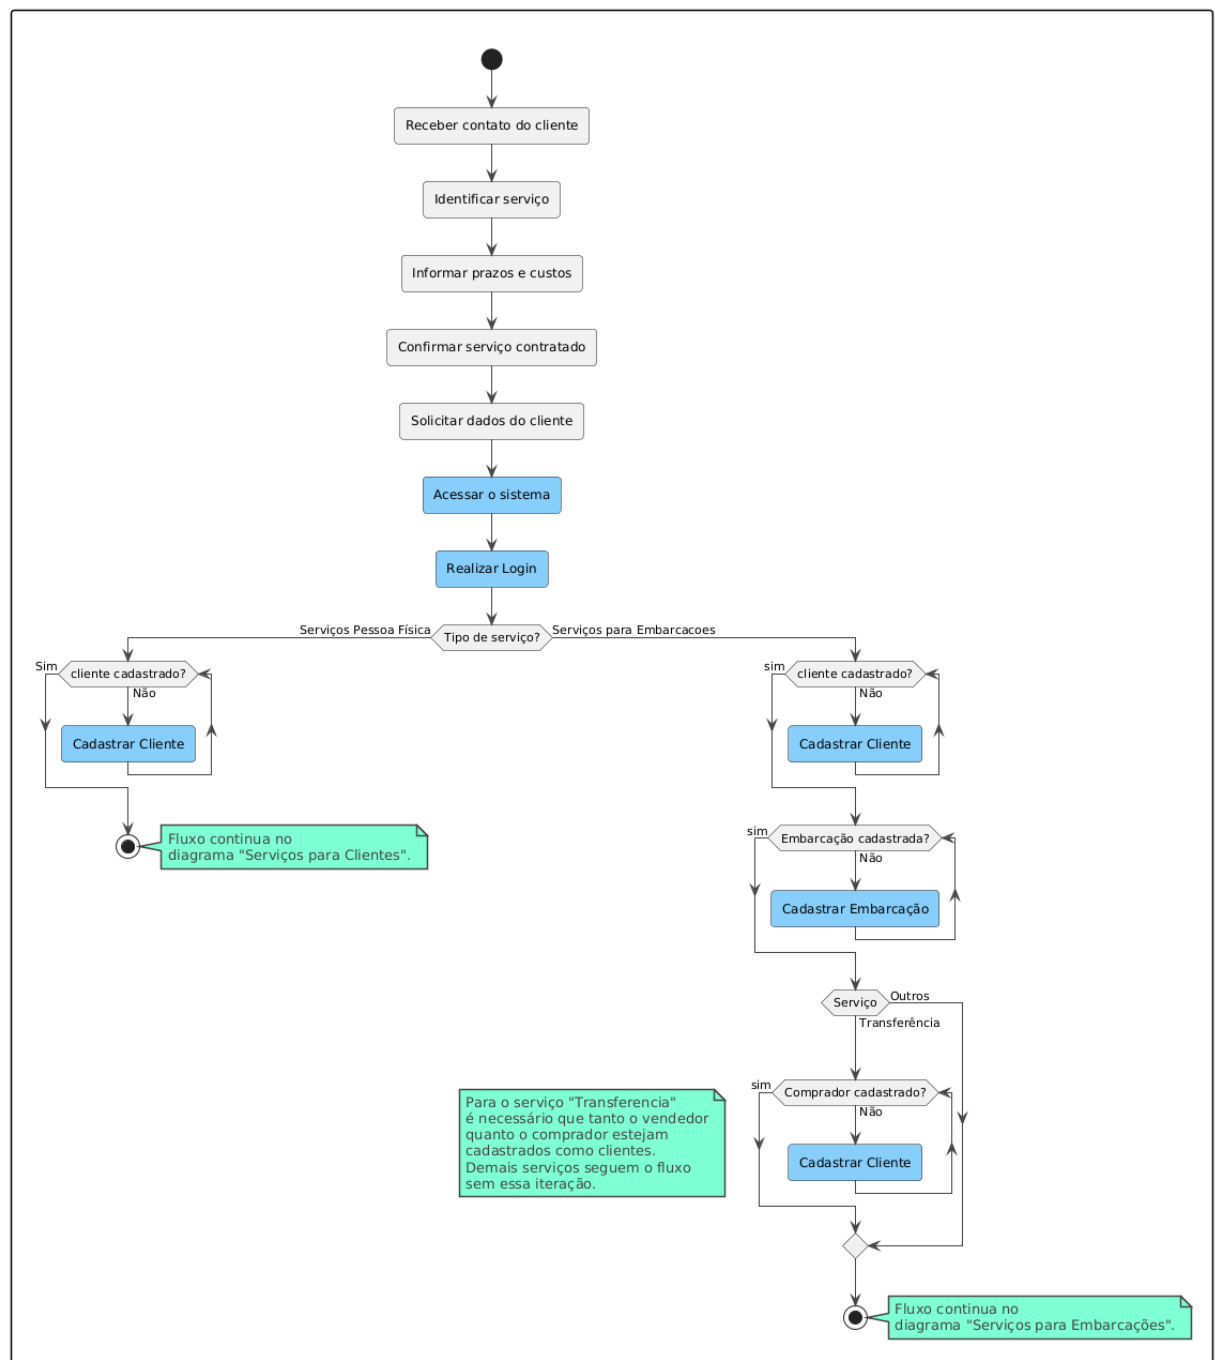 Receber contato do cliente
Identificar serviço
Informar prazos e custos
Confirmar serviço contratado
Solicitar dados do cliente
Acessar o sistema
Realizar Login
Serviços Pessoa Física
Tipo de serviço?
Serviços para Embarcacoes
Sim
cliente cadastrado?
Não
Cadastrar Cliente
Fluxo continua no
diagrama "Serviços para Clientes".
sim
cliente cadastrado?
Não
Cadastrar Cliente
sim
Embarcação cadastrada?
Não
Cadastrar Embarcação
Serviço
Outros
Transferência
Para o serviço "Transferencia"
é necessário que tanto o vendedor
quanto o comprador estejam
cadastrados como clientes.
Demais serviços seguem o fluxo
sem essa iteração.
sim
Comprador cadastrado?
Não
Cadastrar Cliente
Fluxo continua no
diagrama "Serviços para Embarcações".